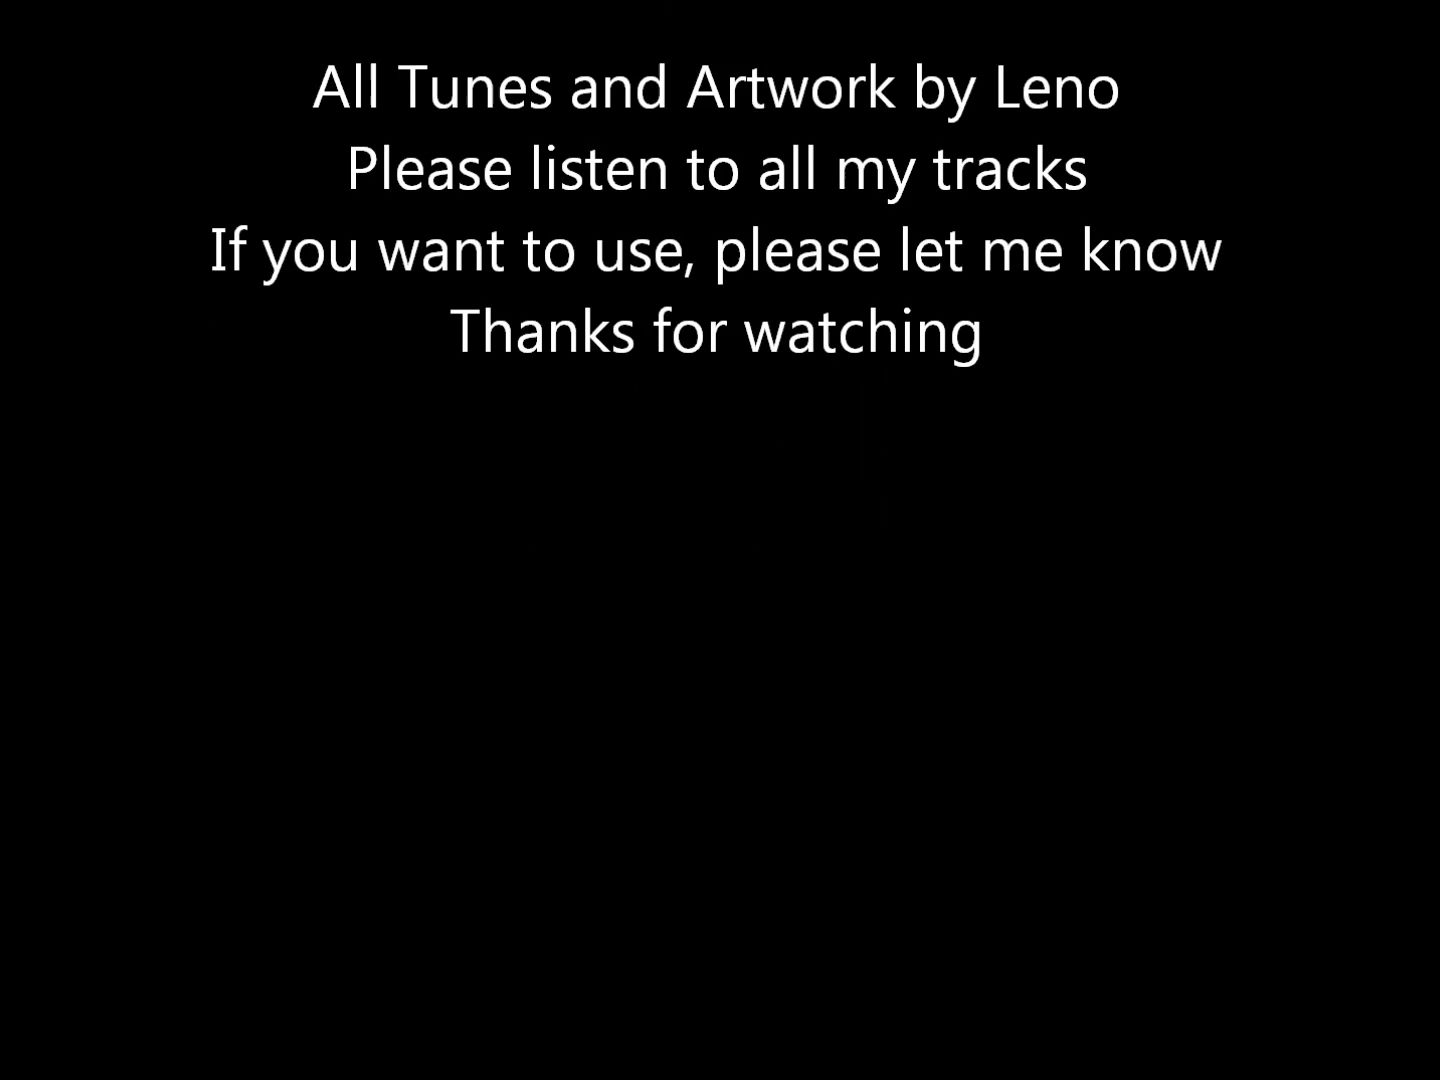 All Tunes and Artwork by Leno
Please listen to all my tracks
If you want to use, please let me know
Thanks for watching